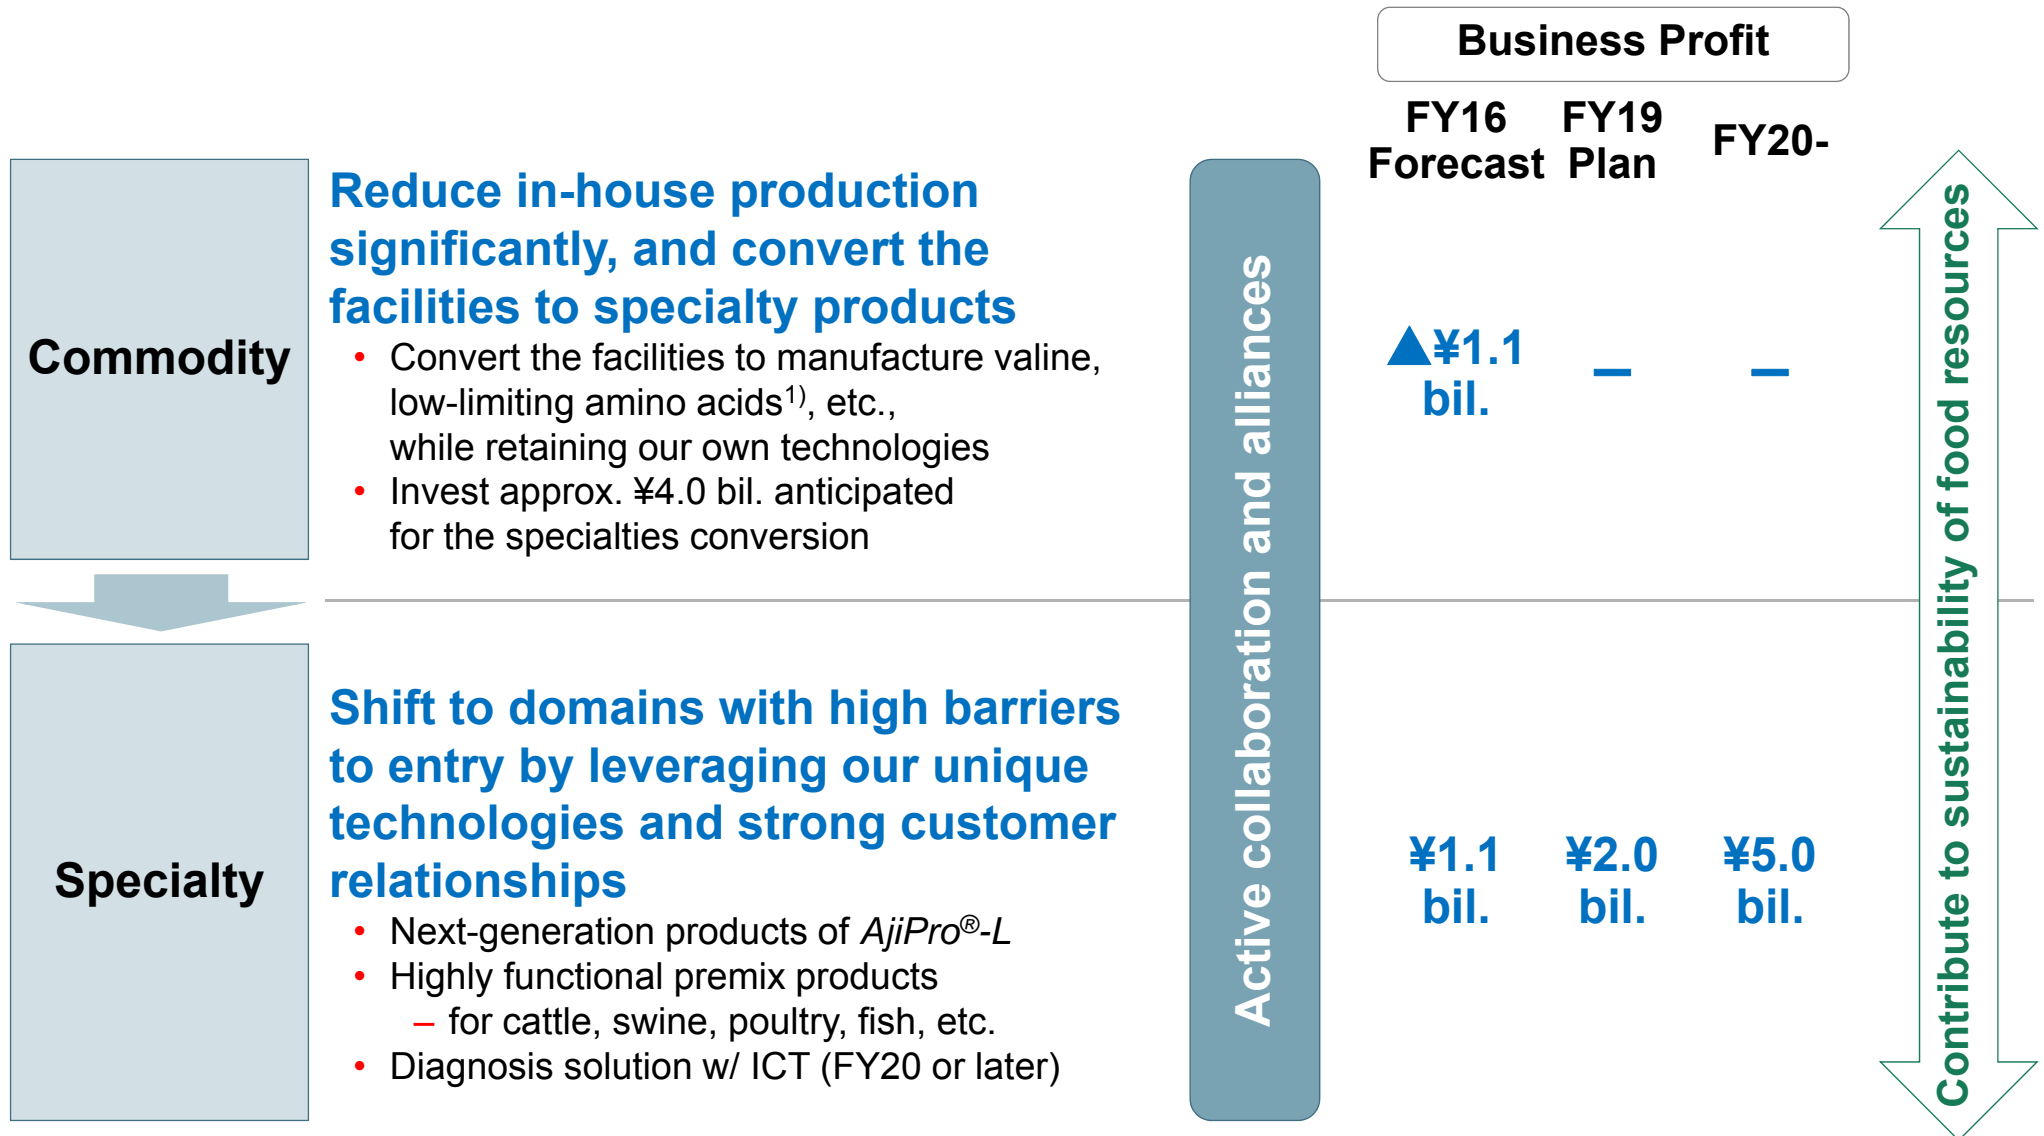 Business Profit
FY16
Forecast
FY19
Plan
FY20-
Commodity
Reduce in-house production
significantly, and convert the
facilities to specialty products
• Convert the facilities to manufacture valine,
low-limiting amino acids1), etc.,
while retaining our own technologies
• Invest approx. ¥4.0 bil. anticipated
for the specialties conversion
▲¥1.1
bil.
–
–
Specialty
Shift to domains with high barriers
to entry by leveraging our unique
technologies and strong customer
relationships
• Next-generation products of AjiPro®-L
• Highly functional premix products
– for cattle, swine, poultry, fish, etc.
• Diagnosis solution w/ ICT (FY20 or later)
¥1.1
bil.
¥2.0
bil.
¥5.0
bil.
Active collaboration and alliances
Contribute to sustainability of food resources